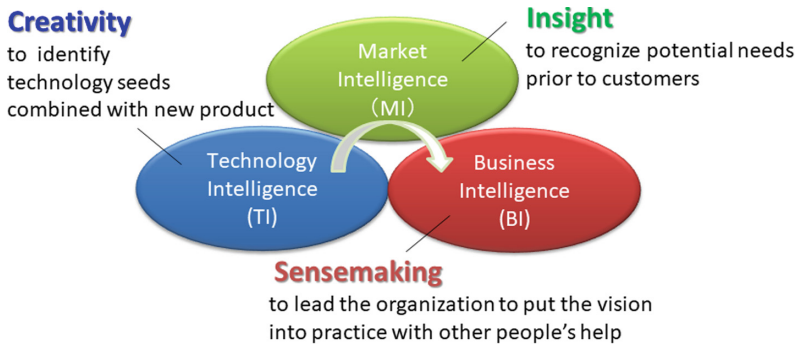 Creativity
to  identify
technology seeds
combined with new product
Insight
to recognize potential needs
prior to customers
Market
Intelligence
（MI）
Technology
Intelligence
(TI)
Business
Intelligence
(BI)
Sensemaking
to lead the organization to put the vision
into practice with other people’s help